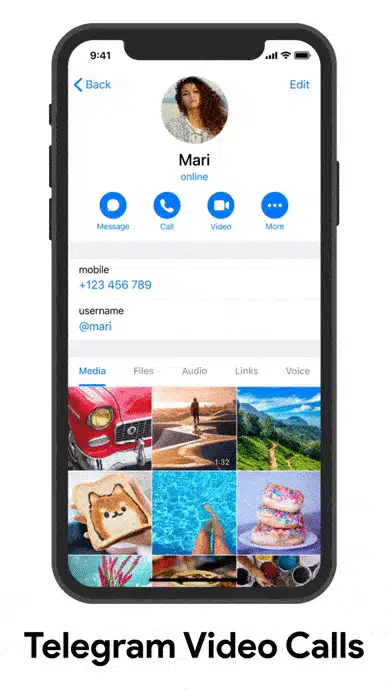 9:41
Back Edit
Mari
online
Message Call Video More
mobile
+123 456 789
username
@mari
Media Files Audio Links Voice
1:32
Telegram Video Calls